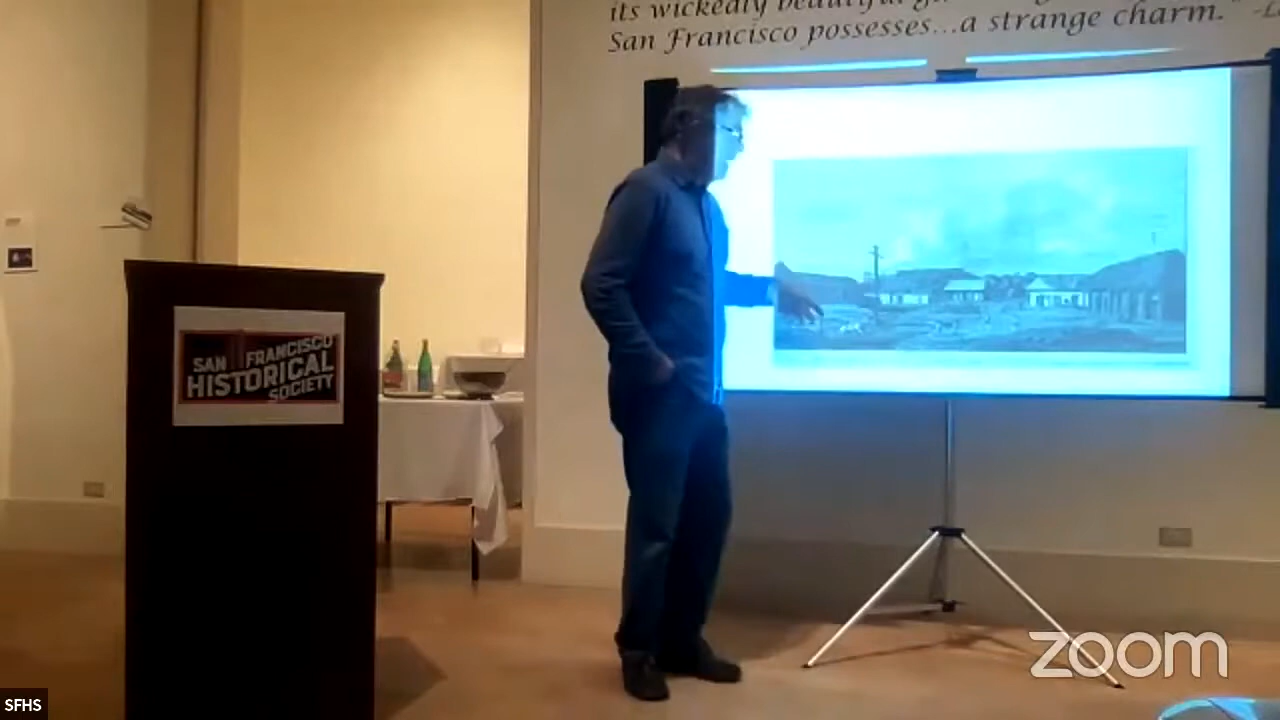 its wickedly beautiful
San Francisco possesses...a strange charm."
SAN FRANCISCO
HISTORICAL
SOCIETY
zoom
SFHS